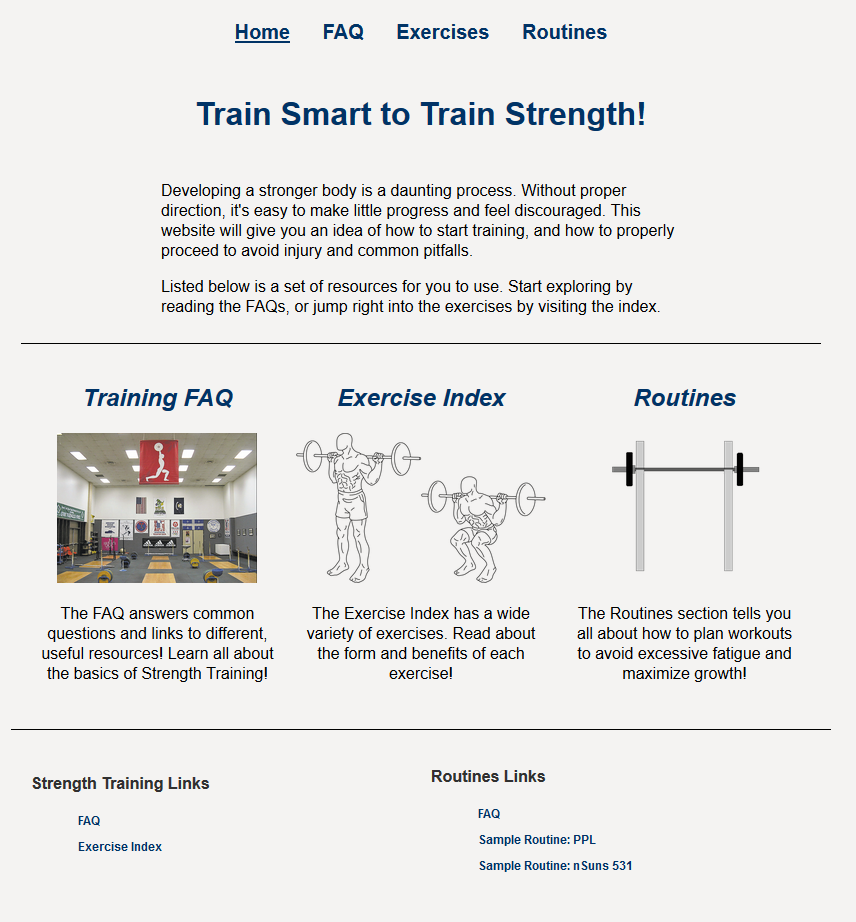 Home FAQ Exercises Routines
Train Smart to Train Strength!
Developing a stronger body is a daunting process. Without proper
direction, it's easy to make little progress and feel discouraged. This
website will give you an idea of how to start training, and how to properly
proceed to avoid injury and common pitfalls.
Listed below is a set of resources for you to use. Start exploring by
reading the FAQs, or jump right into the exercises by visiting the index.
Training FAQ
The FAQ answers common
questions and links to different,
useful resources! Learn all about
the basics of Strength Training!
Exercise Index
The Exercise Index has a wide
variety of exercises. Read about
the form and benefits of each
exercise!
Routines
The Routines section tells you
all about how to plan workouts
to avoid excessive fatigue and
maximize growth!
Strength Training Links
FAQ
Exercise Index
Routines Links
FAQ
Sample Routine: PPL
Sample Routine: nSuns 531